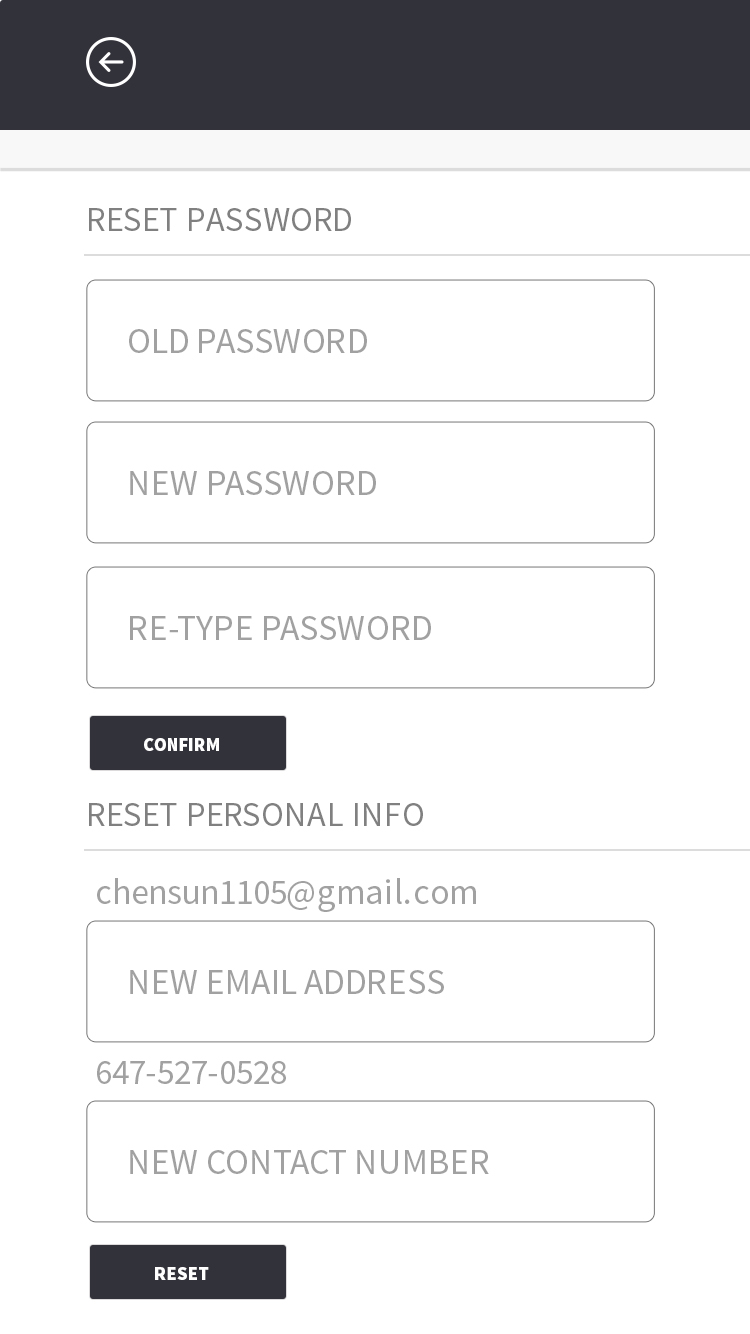 RESET PASSWORD
OLD PASSWORD
NEW PASSWORD
RE-TYPE PASSWORD
CONFIRM
RESET PERSONAL INFO
chensun1105@gmail.com
NEW EMAIL ADDRESS
647-527-0528
NEW CONTACT NUMBER
RESET